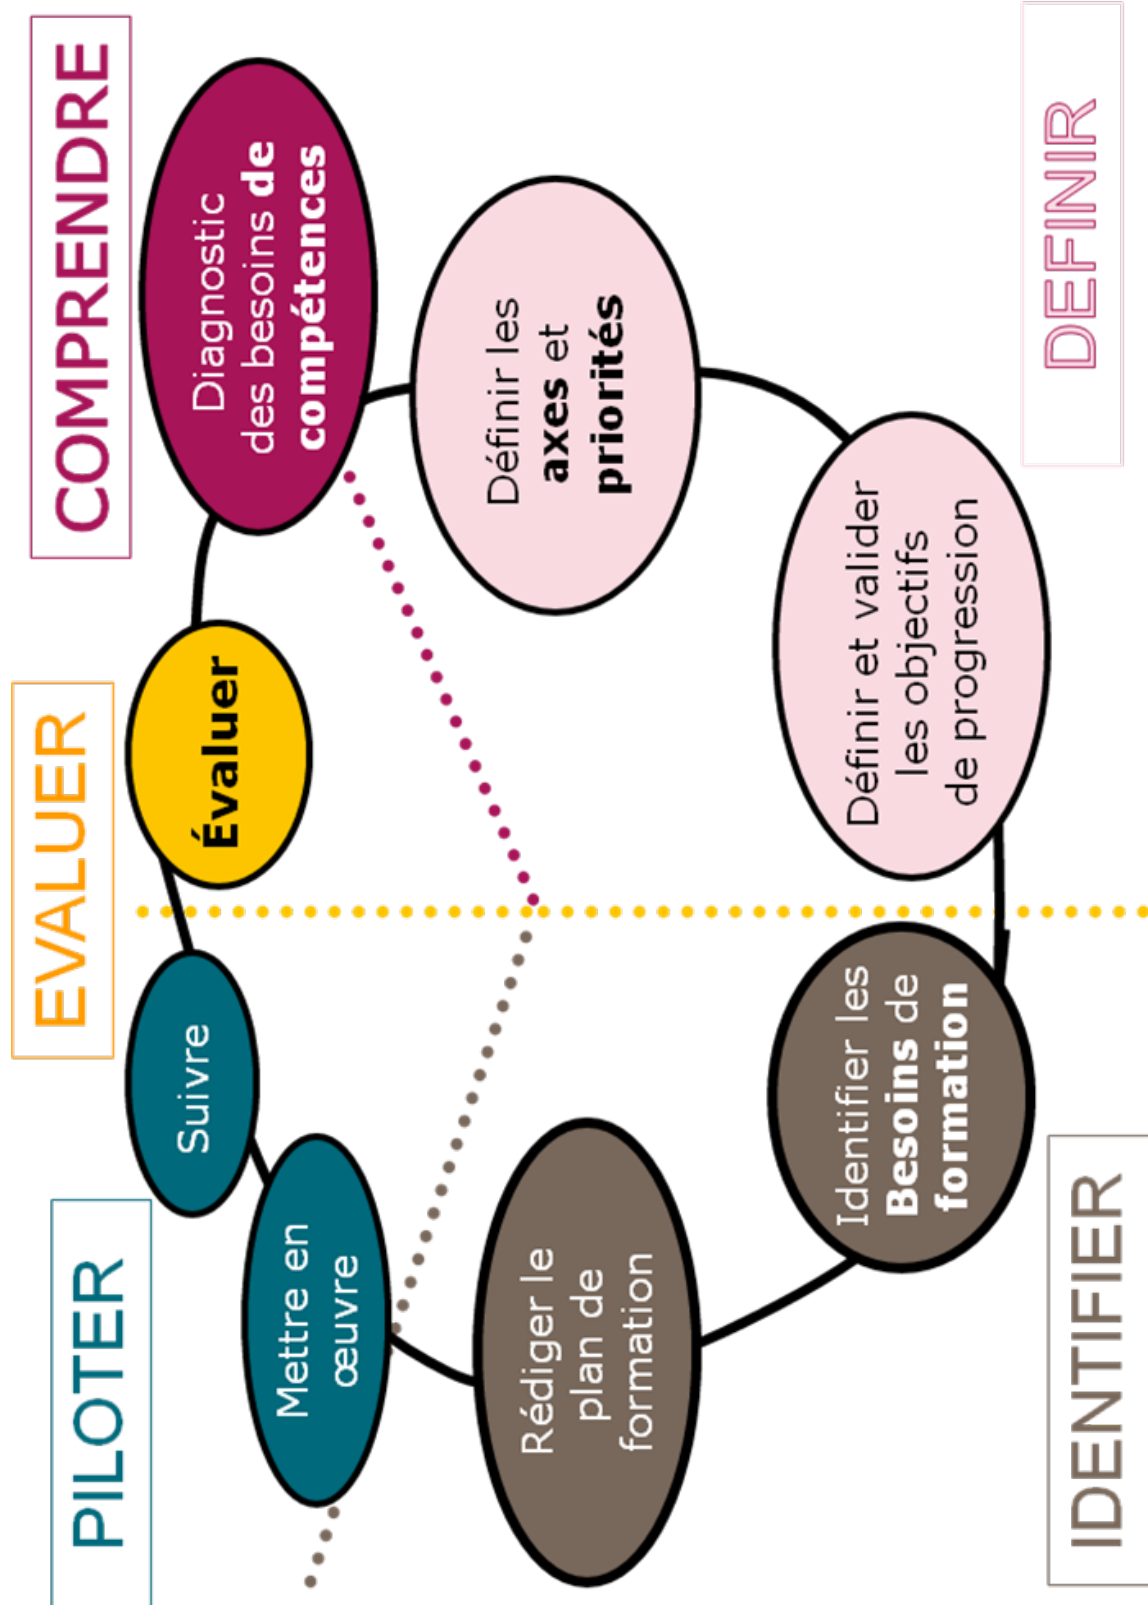 PILOTER
EVALUER
COMPRENDRE
Suivre
Évaluer
Diagnostic
des besoins de
compétences
Mettre en
œuvre
Définir les
axes et
priorités
Rédiger le
plan de
formation
Identifier les
Besoins de
formation
Définir et valider
les objectifs
de progression
IDENTIFIER
DEFINIR